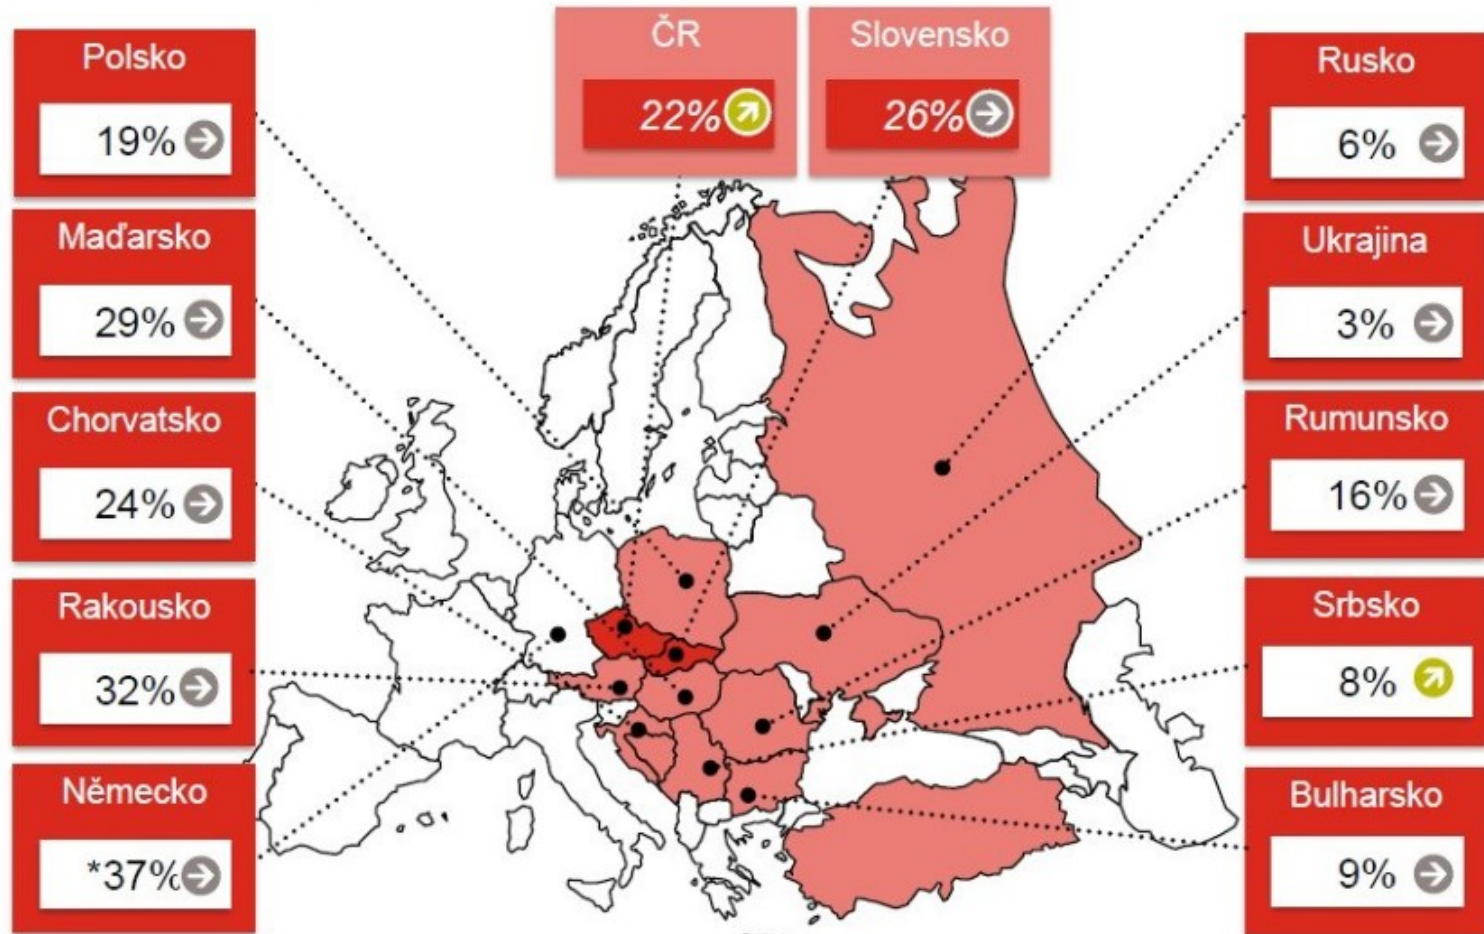 ČR
22%
Slovensko
26%
Polsko
19%
Maďarsko
29%
Chorvatsko
24%
Rakousko
32%
Německo
*37%
Rusko
6%
Ukrajina
3%
Rumunsko
16%
Srbsko
8%
Bulharsko
9%